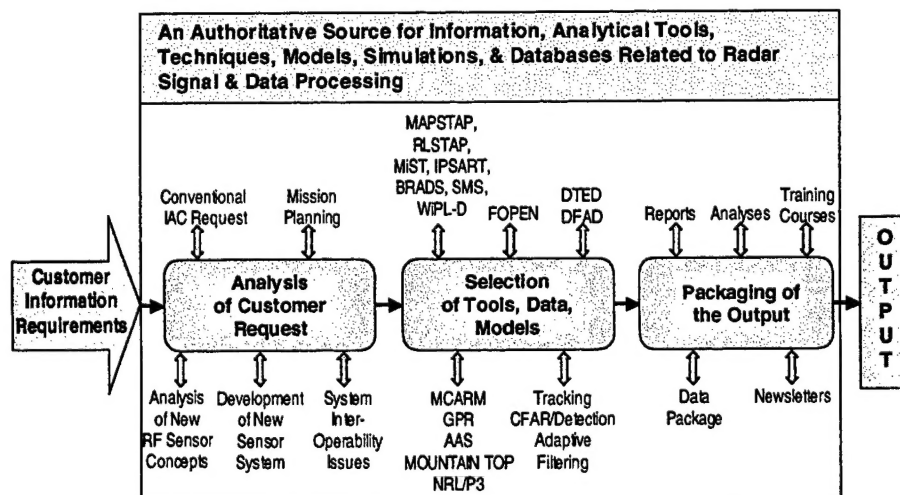 An Authoritative Source for Information, Analytical Tools,
Techniques, Models, Simulations, & Databases Related to Radar
Signal & Data Processing
MAPSTAP,
RLSTAP,
MiST, IPSART,
BRADS, SMS,
WiPL-D
Conventional
IAC Request
Mission
Planning
FOPEN
DTED
DFAD
Reports
Analyses
Training
Courses
Customer
Information
Requirements
Analysis
of Customer
Request
Selection
of Tools, Data,
Models
Packaging of
the Output
OUTPUT
Analysis
of New
RF Sensor
Concepts
Development
of New
Sensor
System
System
Inter-
Operability
Issues
MCARM
GPR
AAS
MOUNTAIN TOP
NRL/P3
Tracking
CFAR/Detection
Adaptive
Filtering
Data
Package
Newsletters